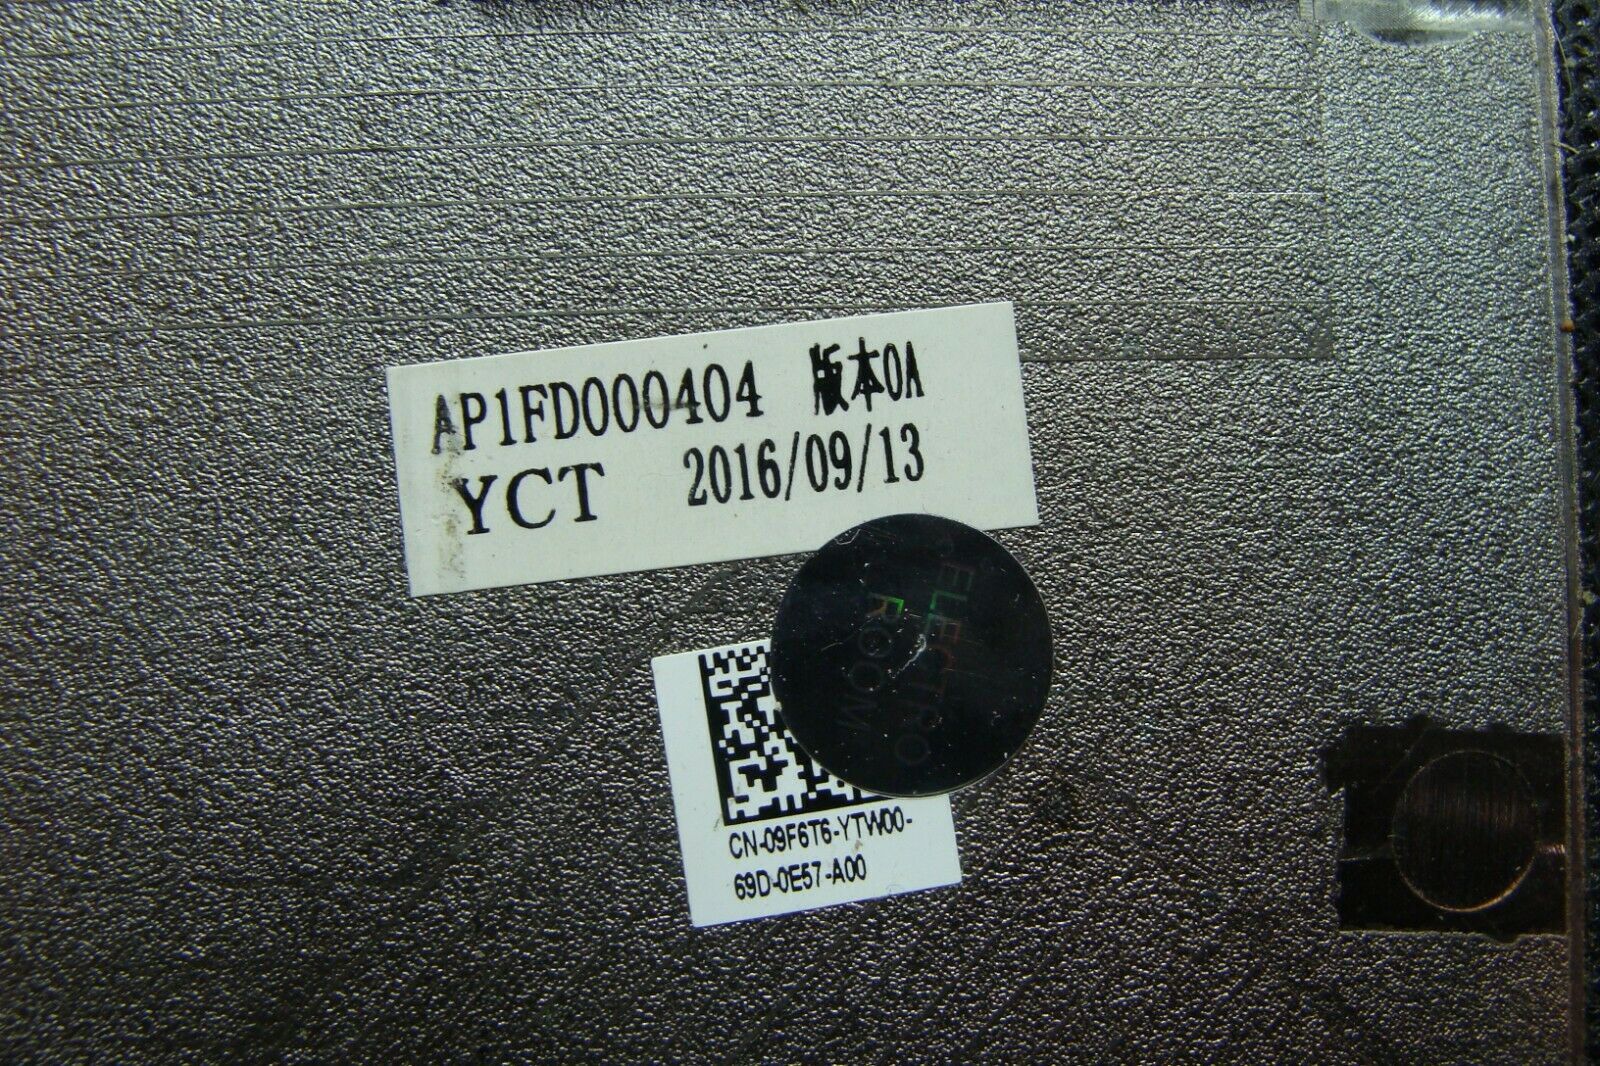 AP1FD000404 版本0A
YCT 2016/09/13
ELECTRO
ROOM
CN-09F6T6-YTW00-
69D-0E57-A00